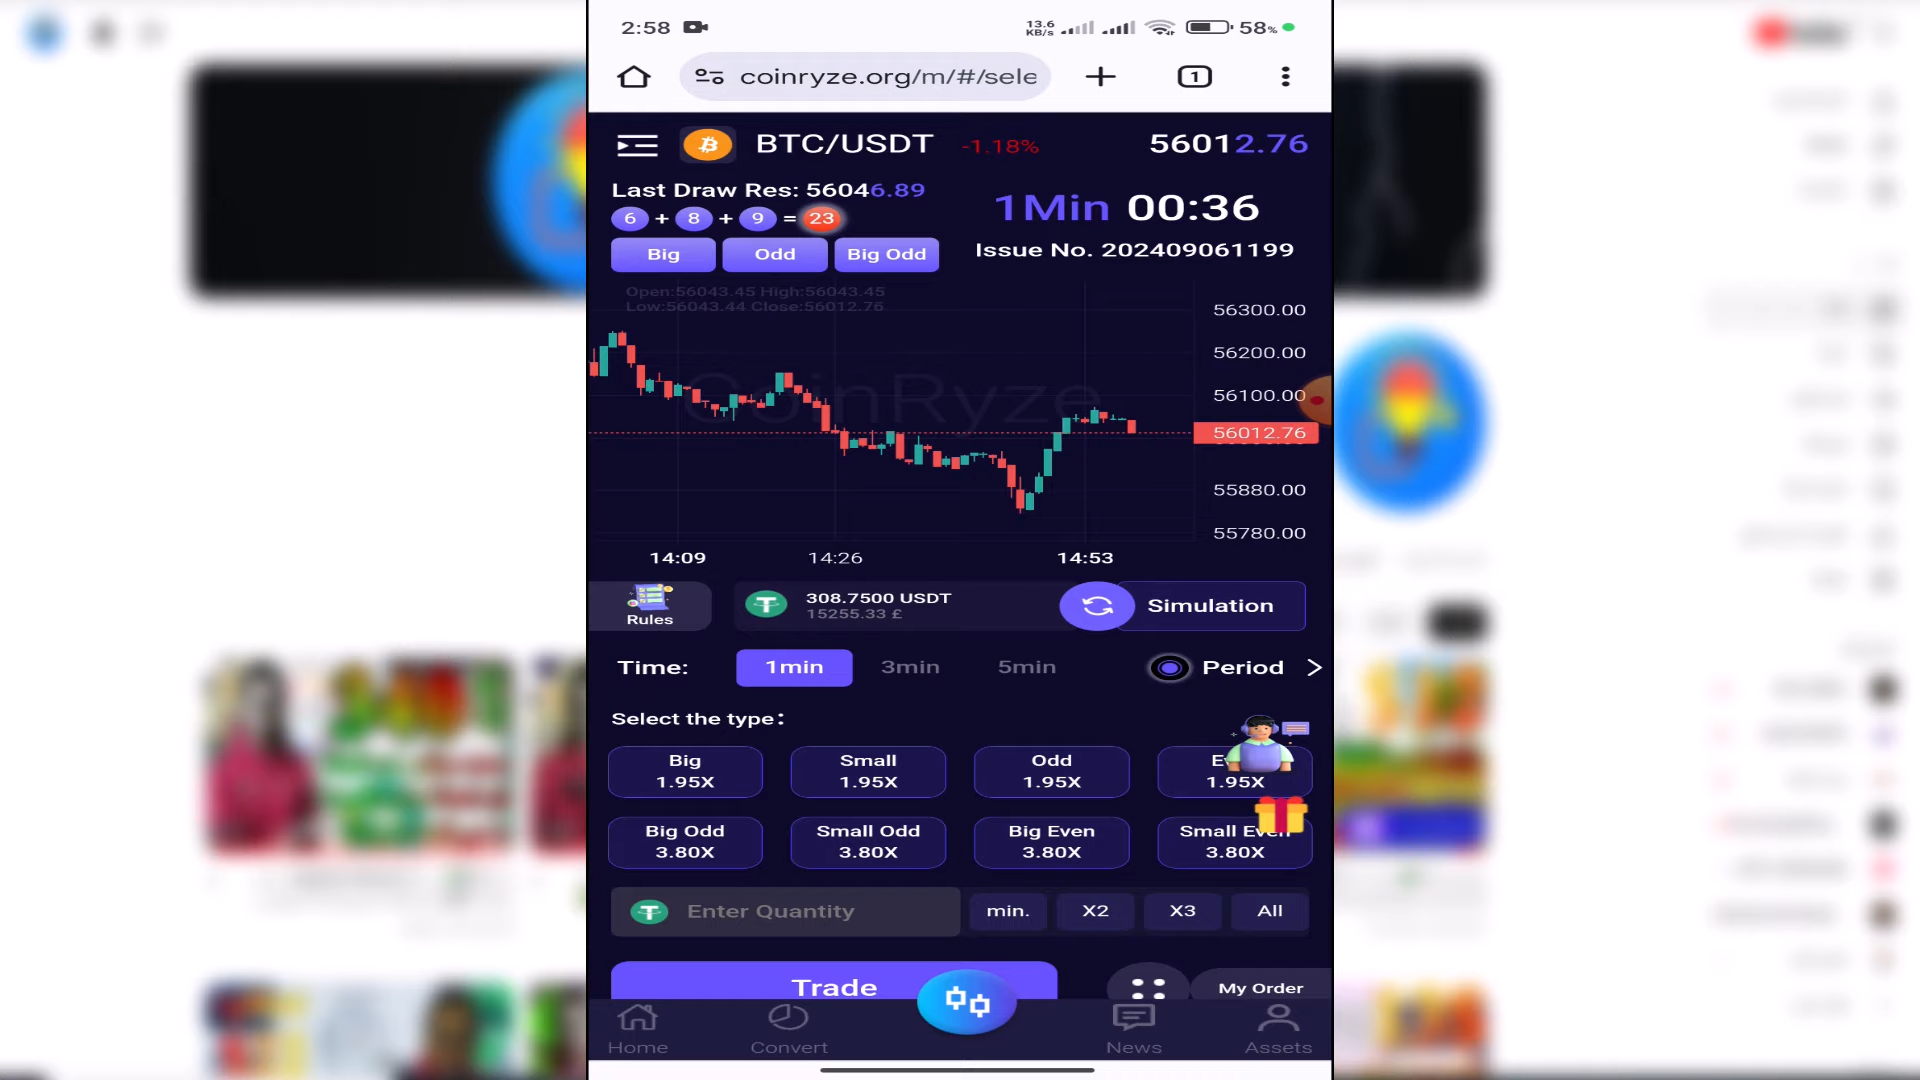 2:58 13.6 KB/s 58%
coinryze.org/m/#/sele 1
BTC/USDT -1.18% 56012.76
Last Draw Res: 56046.89
6 + 8 + 9 = 23
1Min 00:36
Big Odd Big Odd
Issue No. 202409061199
Open:56043.45 High:56043.45
Low:56043.44 Close:56012.76
56300.00
56200.00
CoinRyze
56100.00
56012.76
55880.00
55780.00
14:09 14:26 14:53
Rules
308.7500 USDT
15255.33 £
Simulation
Time: 1min 3min 5min Period
Select the type:
Big Small Odd
1.95X 1.95X 1.95X 1.95X
Big Odd Small Odd Big Even Small Even
3.80X 3.80X 3.80X 3.80X
Enter Quantity min. X2 X3 All
Trade My Order
Home Convert News Assets